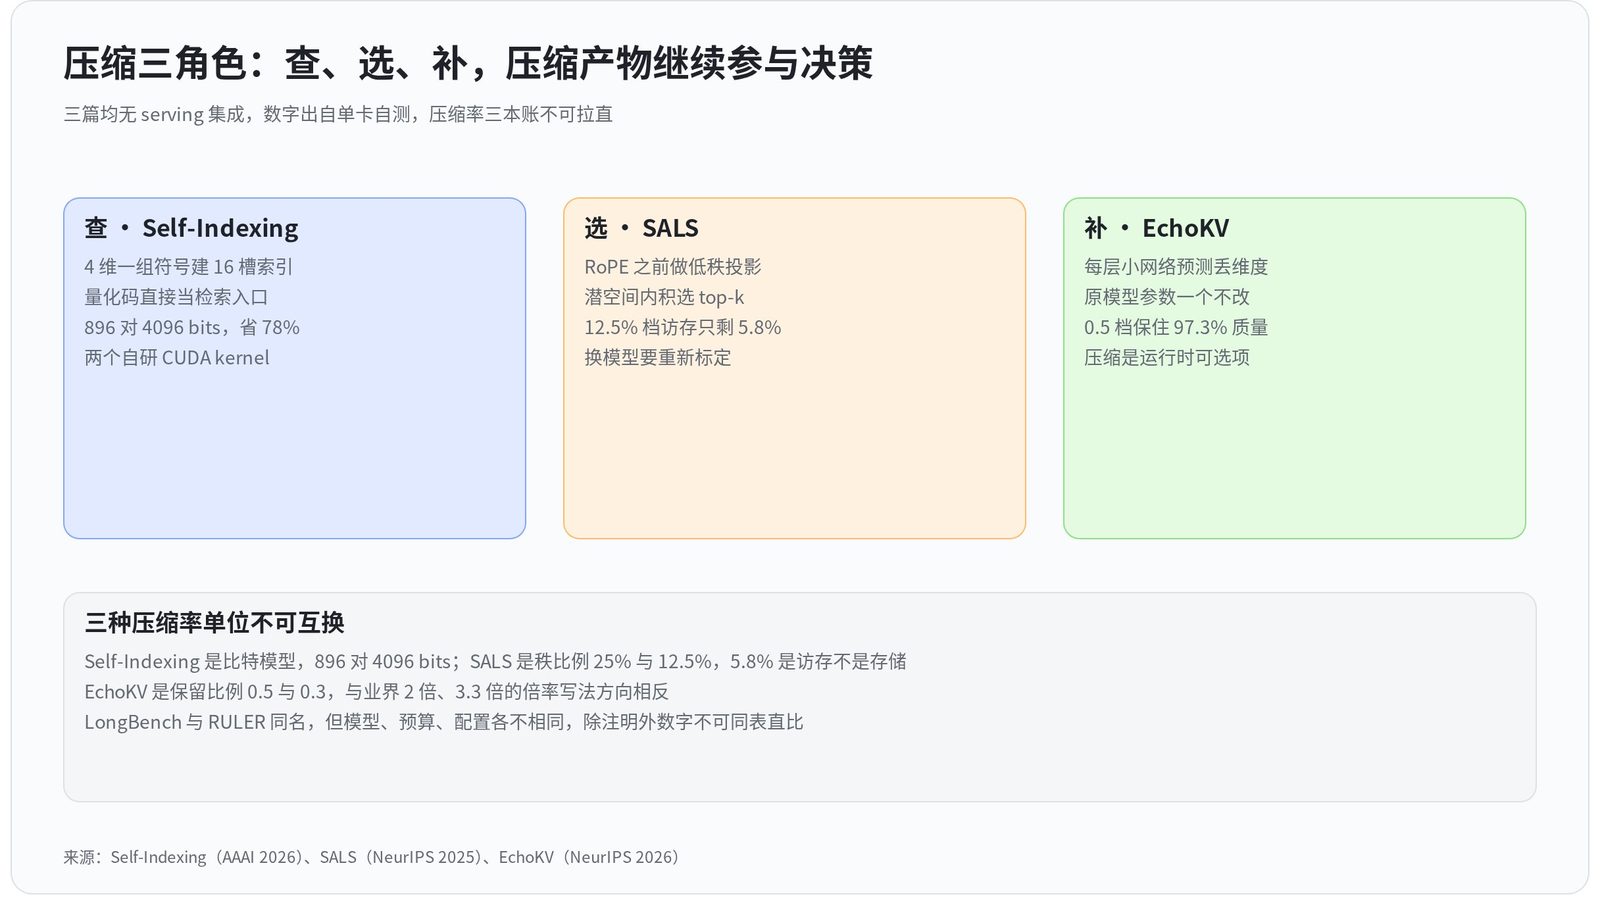 压缩三角色：查、选、补，压缩产物继续参与决策
三篇均无 serving 集成，数字出自单卡自测，压缩率三本账不可拉直
查 · Self-Indexing
4 维一组符号建 16 槽索引
量化码直接当检索入口
896 对 4096 bits，省 78%
两个自研 CUDA kernel
选 · SALS
RoPE 之前做低秩投影
潜空间内积选 top-k
12.5% 档访存只剩 5.8%
换模型要重新标定
补 · EchoKV
每层小网络预测丢维度
原模型参数一个不改
0.5 档保住 97.3% 质量
压缩是运行时可选项
三种压缩率单位不可互换
Self-Indexing 是比特模型，896 对 4096 bits；SALS 是秩比例 25% 与 12.5%，5.8% 是访存不是存储
EchoKV 是保留比例 0.5 与 0.3，与业界 2 倍、3.3 倍的倍率写法方向相反
LongBench 与 RULER 同名，但模型、预算、配置各不相同，除注明外数字不可同表直比
来源：Self-Indexing（AAAI 2026）、SALS（NeurIPS 2025）、EchoKV（NeurIPS 2026）